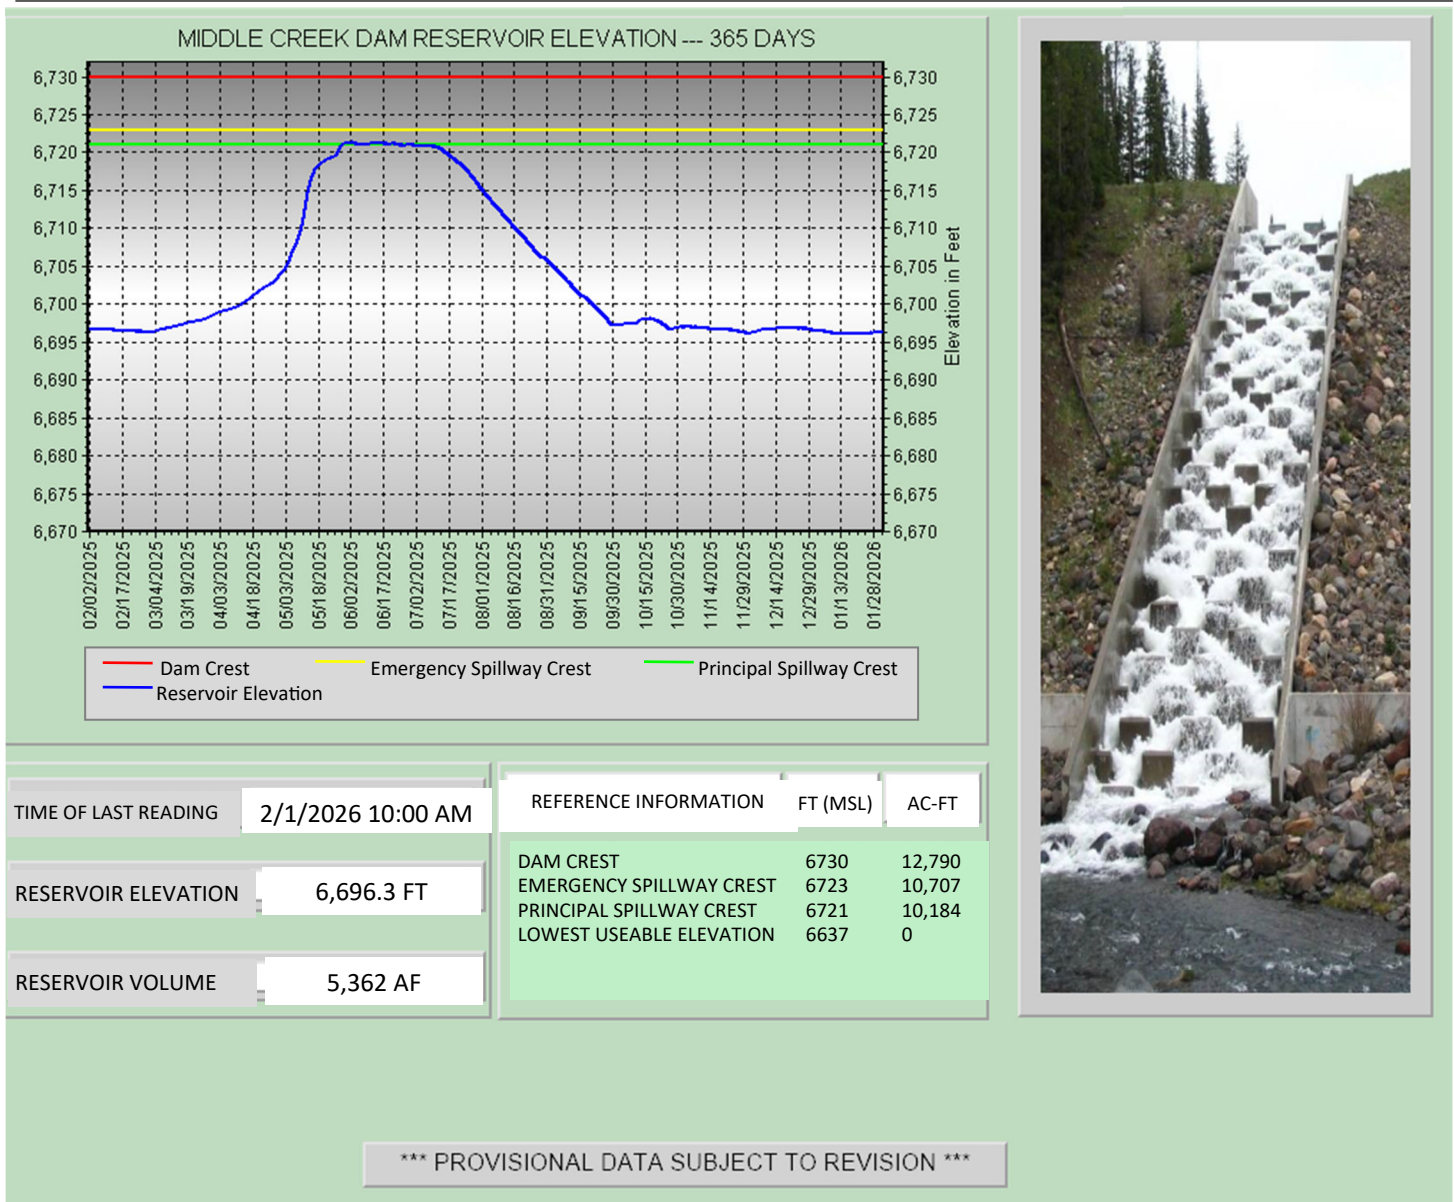 MIDDLE CREEK DAM RESERVOIR ELEVATION --- 365 DAYS
6,730 6,730
6,725 6,725
6,720 6,720
6,715 6,715
6,710 6,710
6,705 6,705
6,700 6,700
6,695 6,695
6,690 6,690
6,685 6,685
6,680 6,680
6,675 6,675
6,670 6,670
Elevation in Feet
02/02/2025
02/17/2025
03/04/2025
03/19/2025
04/03/2025
04/18/2025
05/03/2025
05/18/2025
06/02/2025
06/17/2025
07/02/2025
07/17/2025
08/01/2025
08/16/2025
08/31/2025
09/15/2025
09/30/2025
10/15/2025
10/30/2025
11/14/2025
11/29/2025
12/14/2025
12/29/2025
01/13/2026
01/28/2026
Dam Crest Emergency Spillway Crest Principal Spillway Crest
Reservoir Elevation
TIME OF LAST READING 2/1/2026 10:00 AM
RESERVOIR ELEVATION 6,696.3 FT
RESERVOIR VOLUME 5,362 AF
REFERENCE INFORMATION FT (MSL) AC-FT
DAM CREST 6730 12,790
EMERGENCY SPILLWAY CREST 6723 10,707
PRINCIPAL SPILLWAY CREST 6721 10,184
LOWEST USEABLE ELEVATION 6637 0
*** PROVISIONAL DATA SUBJECT TO REVISION ***